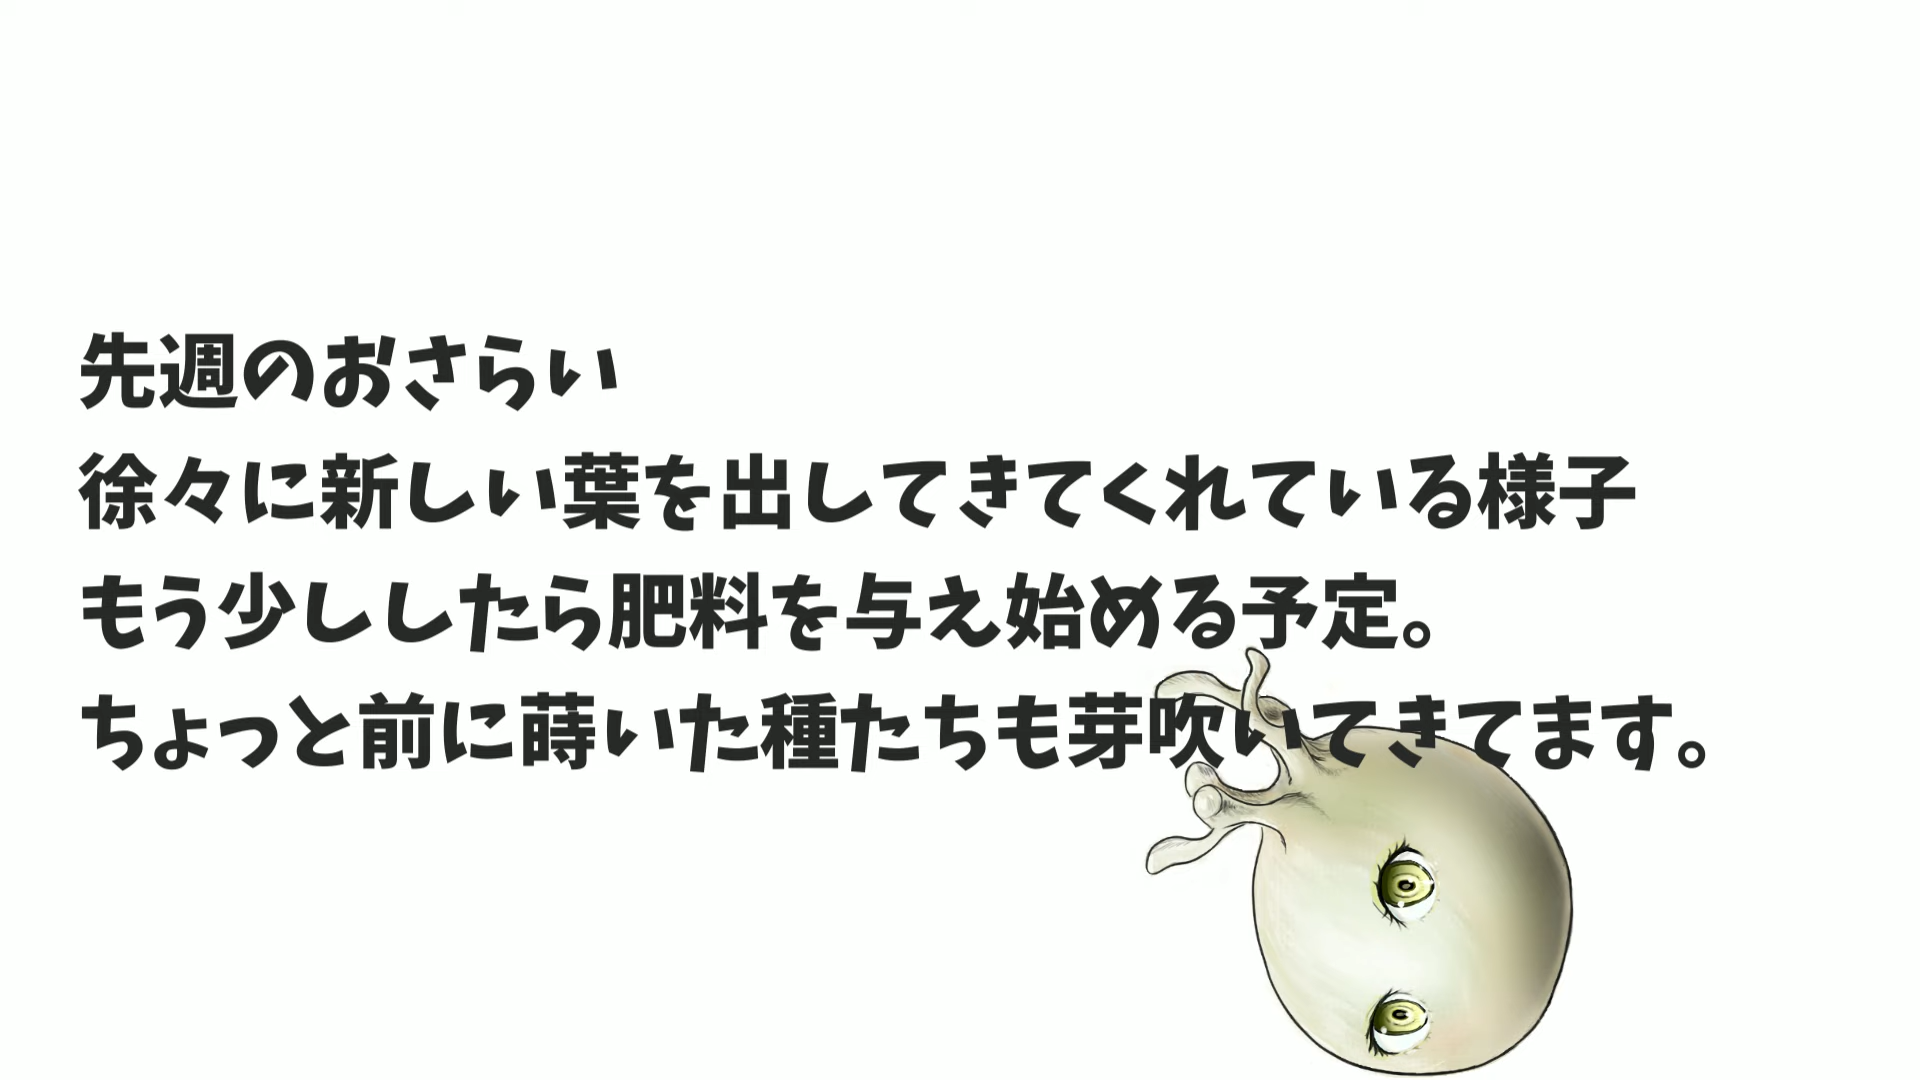 先週のおさらい
徐々に新しい葉を出してきてくれている様子
もう少ししたら肥料を与え始める予定。
ちょっと前に蒔いた種たちも芽吹いてきてます。